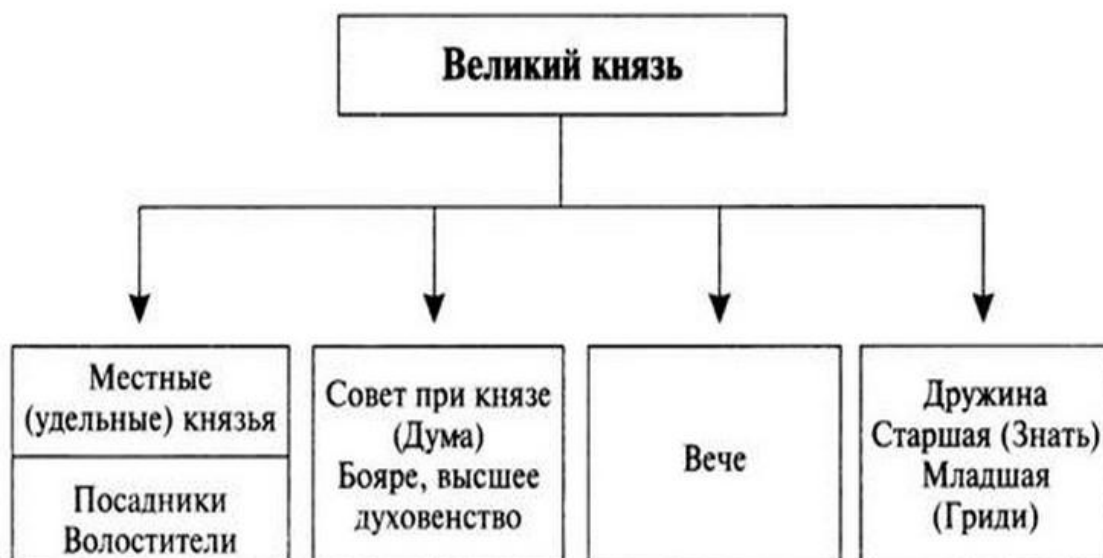 Великий князь
Местные
(удельные) князья
Посадники
Волостители
Совет при князе
(Дума)
Бояре, высшее
духовенство
Вече
Дружина
Старшая (Знать)
Младшая
(Гриди)